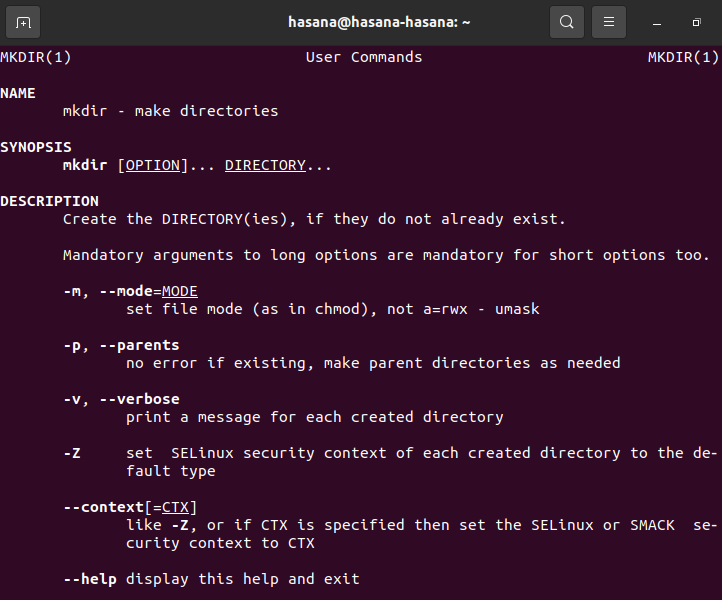 hasana@hasana-hasana: ~
MKDIR(1) User Commands MKDIR(1)
NAME
mkdir - make directories
SYNOPSIS
mkdir [OPTION]... DIRECTORY...
DESCRIPTION
Create the DIRECTORY(ies), if they do not already exist.
Mandatory arguments to long options are mandatory for short options too.
-m, --mode=MODE
set file mode (as in chmod), not a=rwx - umask
-p, --parents
no error if existing, make parent directories as needed
-v, --verbose
print a message for each created directory
-Z set SELinux security context of each created directory to the de-
fault type
--context[=CTX]
like -Z, or if CTX is specified then set the SELinux or SMACK se-
curity context to CTX
--help display this help and exit